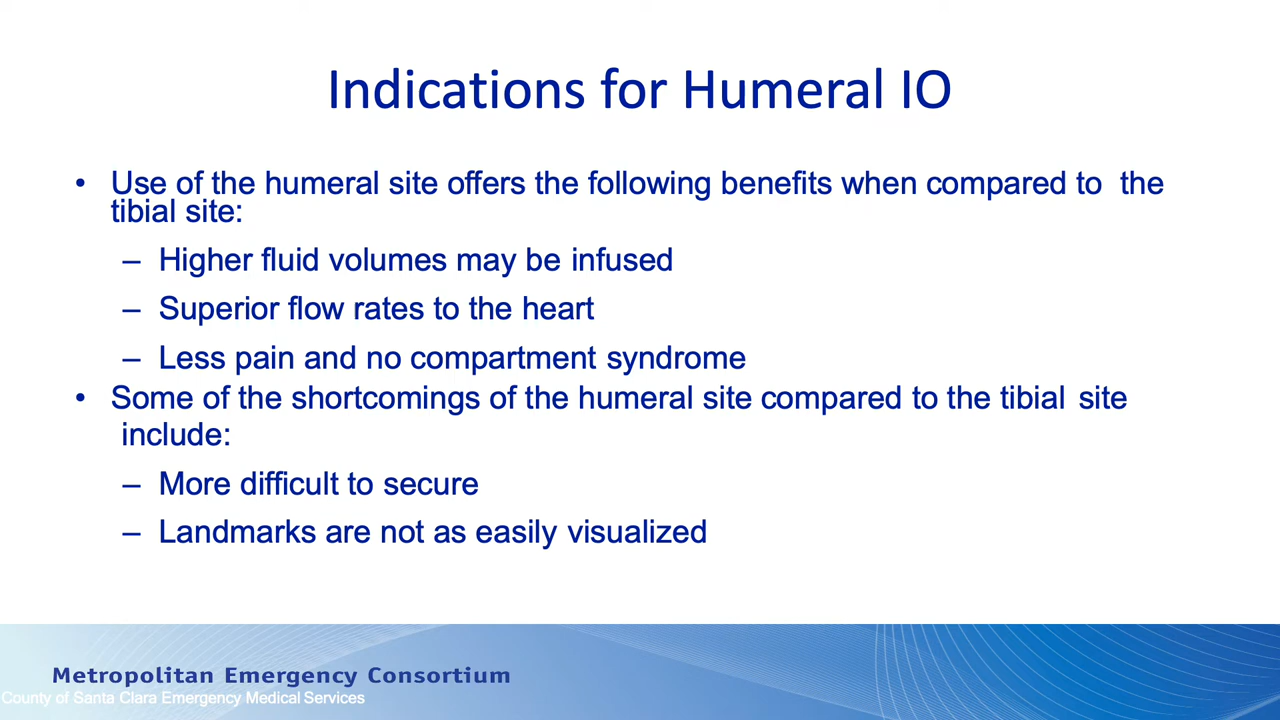 Indications for Humeral IO
• Use of the humeral site offers the following benefits when compared to the
tibial site:
– Higher fluid volumes may be infused
– Superior flow rates to the heart
– Less pain and no compartment syndrome
• Some of the shortcomings of the humeral site compared to the tibial site
include:
– More difficult to secure
– Landmarks are not as easily visualized
Metropolitan Emergency Consortium
County of Santa Clara Emergency Medical Services